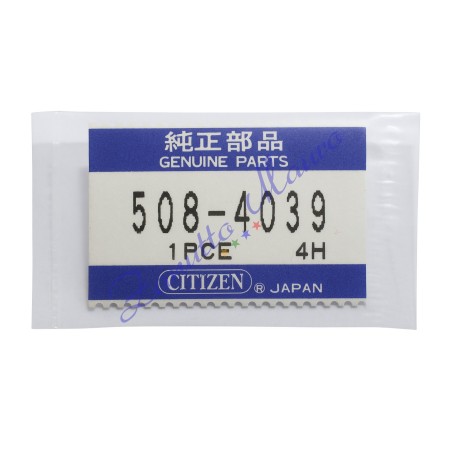 純正部品
GENUINE PARTS
508-4039
1PCE 4H
CITIZEN ® JAPAN